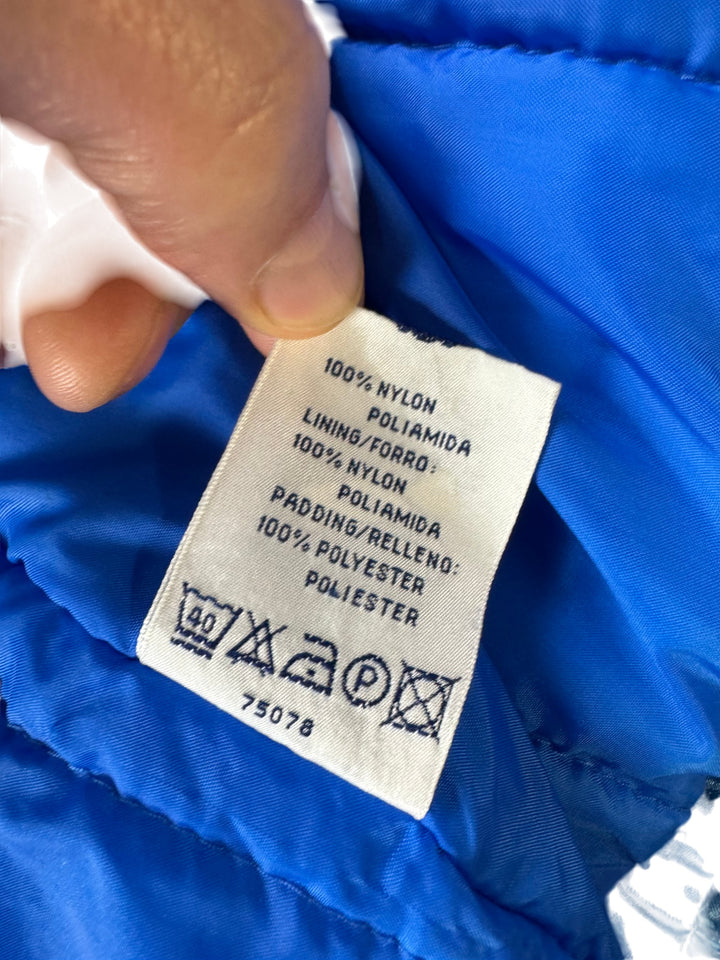 100% NYLON
POLIAMIDA
LINING/FORRO:
100% NYLON
POLIAMIDA
PADDING/RELLENO:
100% POLYESTER
POLIESTER
40
P
75078